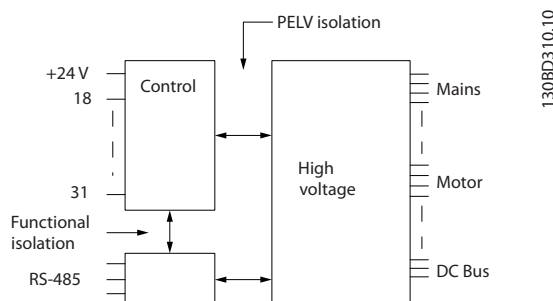 PELV isolation
130BD310.10
+24 V
Control
Mains
18
High
voltage
Motor
31
Functional
isolation
RS-485
DC Bus